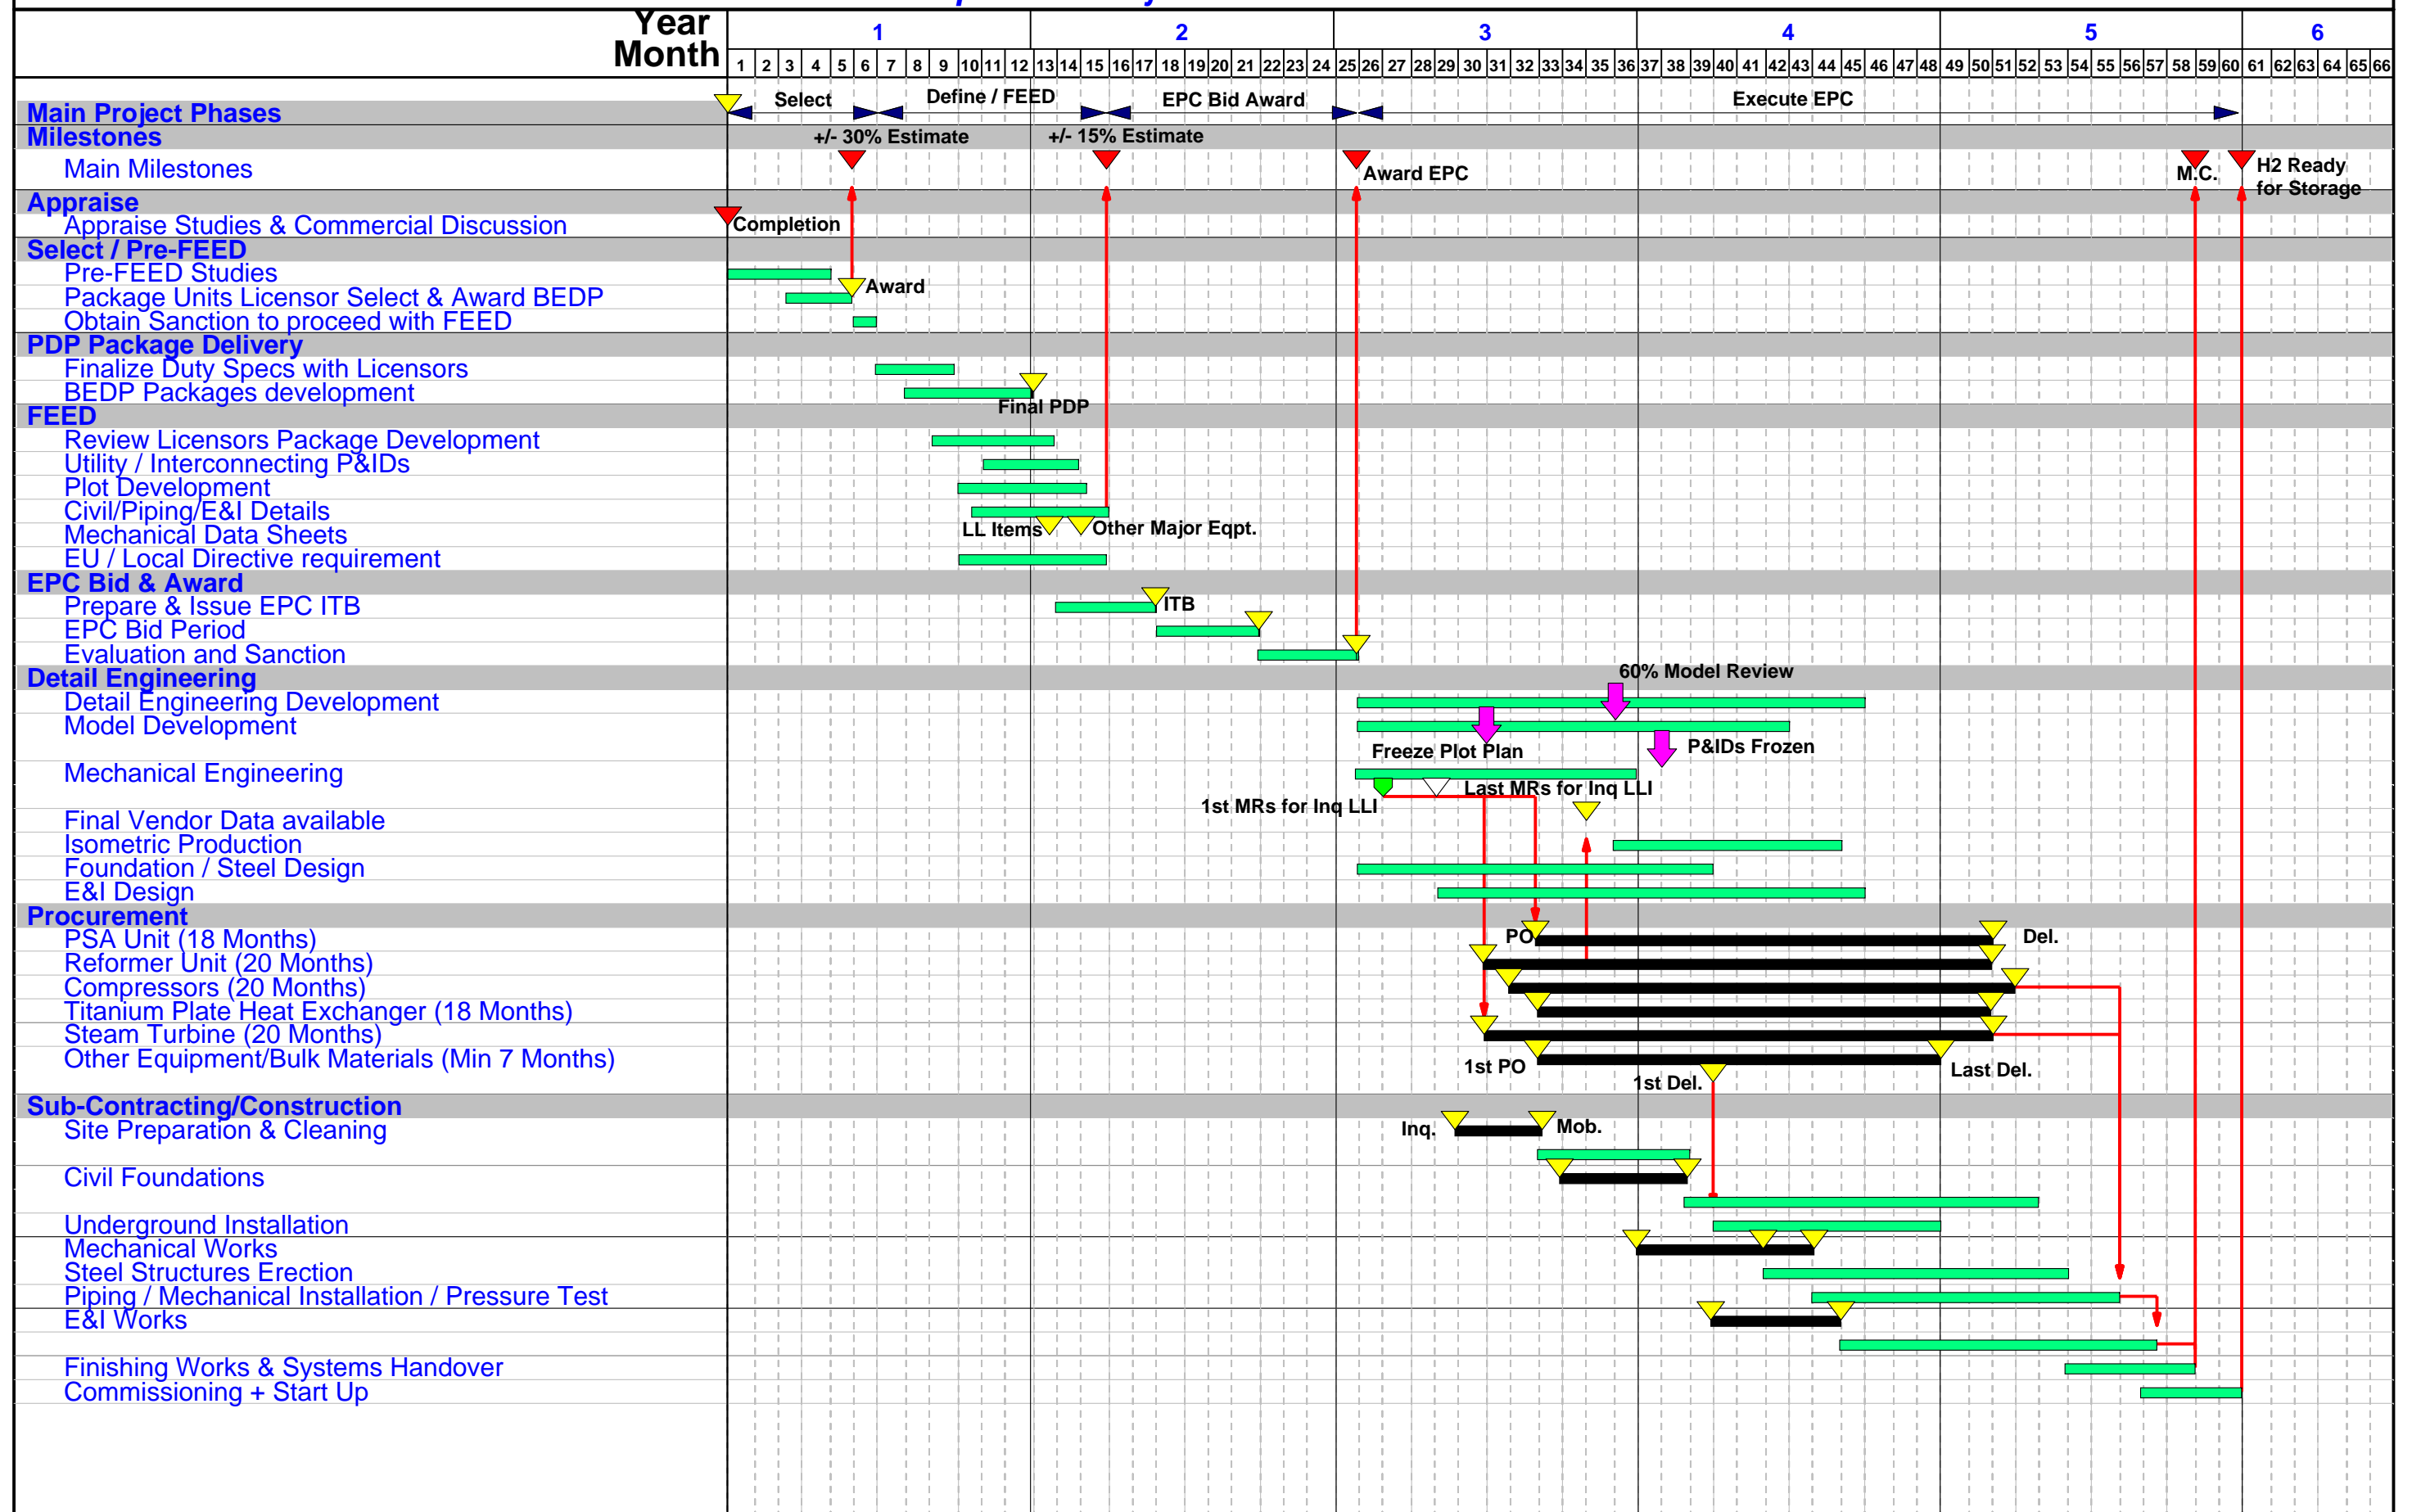 Year 1 2 3 4 5 6
Month 1 2 3 4 5 6 7 8 9 10 11 12 13 14 15 16 17 18 19 20 21 22 23 24 25 26 27 28 29 30 31 32 33 34 35 36 37 38 39 40 41 42 43 44 45 46 47 48 49 50 51 52 53 54 55 56 57 58 59 60 61 62 63 64 65 66
Main Project Phases Select Define / FEED EPC Bid Award Execute EPC
Milestones +/- 30% Estimate +/- 15% Estimate
Main Milestones Award EPC M.C. H2 Ready
for Storage
Appraise
Appraise Studies & Commercial Discussion Completion
Select / Pre-FEED
Pre-FEED Studies
Package Units Licensor Select & Award BEDP Award
Obtain Sanction to proceed with FEED
PDP Package Delivery
Finalize Duty Specs with Licensors
BEDP Packages development
Final PDP
FEED
Review Licensors Package Development
Utility / Interconnecting P&IDs
Plot Development
Civil/Piping/E&I Details
Mechanical Data Sheets LL Items Other Major Eqpt.
EU / Local Directive requirement
EPC Bid & Award
Prepare & Issue EPC ITB ITB
EPC Bid Period
Evaluation and Sanction
Detail Engineering 60% Model Review
Detail Engineering Development
Model Development
Freeze Plot Plan P&IDs Frozen
Mechanical Engineering
Last MRs for Inq LLI
1st MRs for Inq LLI
Final Vendor Data available
Isometric Production
Foundation / Steel Design
E&I Design
Procurement
PSA Unit (18 Months) PO Del.
Reformer Unit (20 Months)
Compressors (20 Months)
Titanium Plate Heat Exchanger (18 Months)
Steam Turbine (20 Months)
Other Equipment/Bulk Materials (Min 7 Months)
1st PO Last Del.
1st Del.
Sub-Contracting/Construction
Site Preparation & Cleaning Inq. Mob.
Civil Foundations
Underground Installation
Mechanical Works
Steel Structures Erection
Piping / Mechanical Installation / Pressure Test
E&I Works
Finishing Works & Systems Handover
Commissioning + Start Up